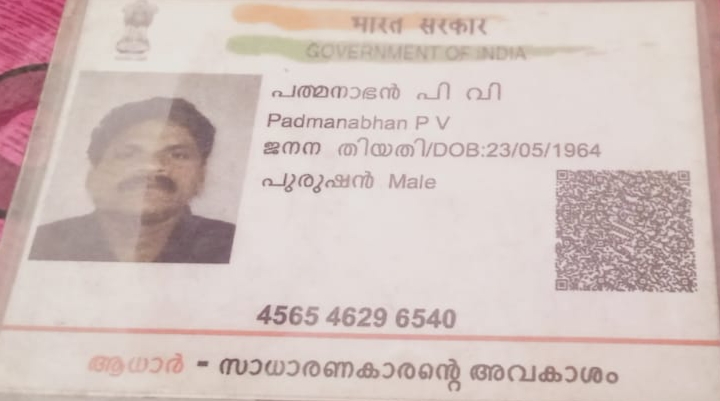 भारत सरकार
GOVERNMENT OF INDIA
പത്മനാഭൻ പി വി
Padmanabhan P V
ജനന തിയതി/DOB:23/05/1964
പുരുഷൻ Male
4565 4629 6540
ആധാർ - സാധാരണകാരന്റെ അവകാശം